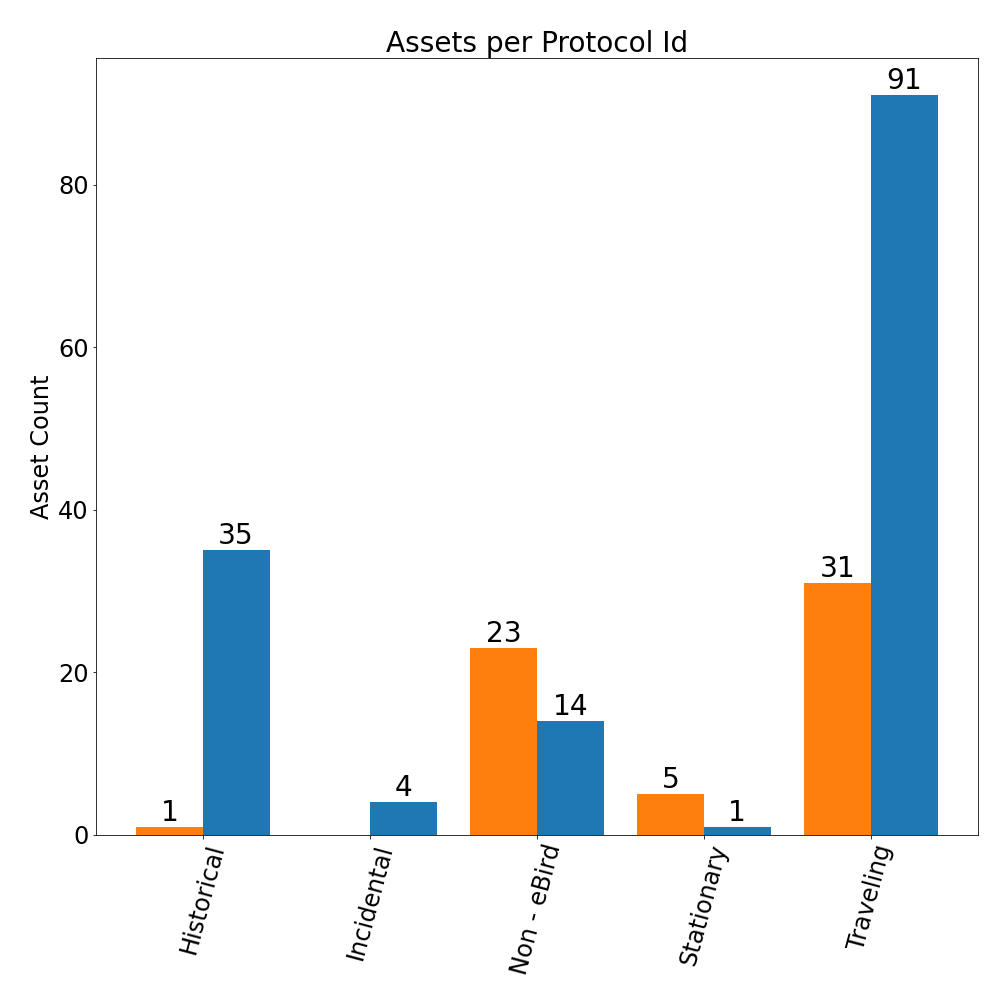 Assets per Protocol Id
Asset Count
80
60
40
20
0
1
35
4
23
14
5
1
31
91
Historical
Incidental
Non - eBird
Stationary
Traveling